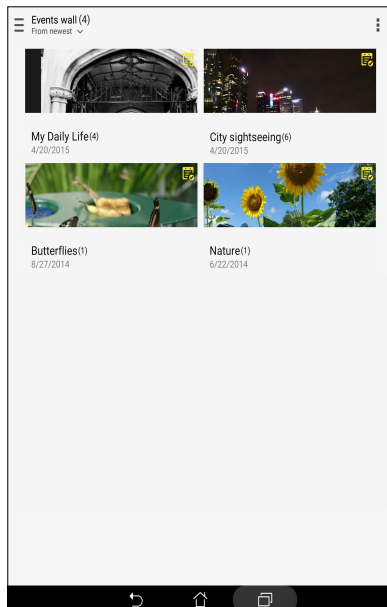 Events wall (4)
From newest
My Daily Life(4)
4/20/2015
City sightseeing(6)
4/20/2015
Butterflies(1)
8/27/2014
Nature(1)
6/22/2014